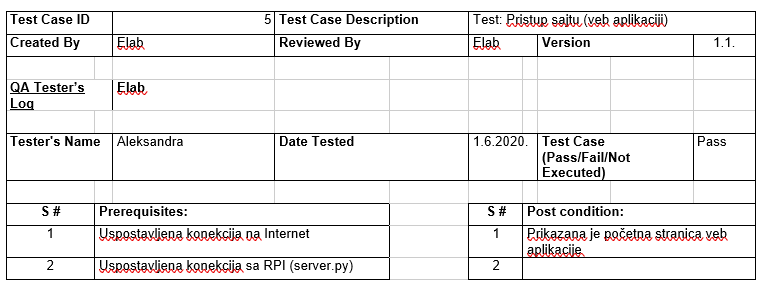 Test Case ID 5 Test Case Description Test: Pristup sajtu (veb aplikaciji)
Created By Elab Reviewed By Elab Version 1.1.
QA Tester's Log Elab
Tester's Name Aleksandra Date Tested 1.6.2020. Test Case (Pass/Fail/Not Executed) Pass
S # Prerequisites: S # Post condition:
1 Uspostavljena konekcija na Internet 1 Prikazana je početna stranica veb aplikacije
2 Uspostavljena konekcija sa RPI (server.py) 2